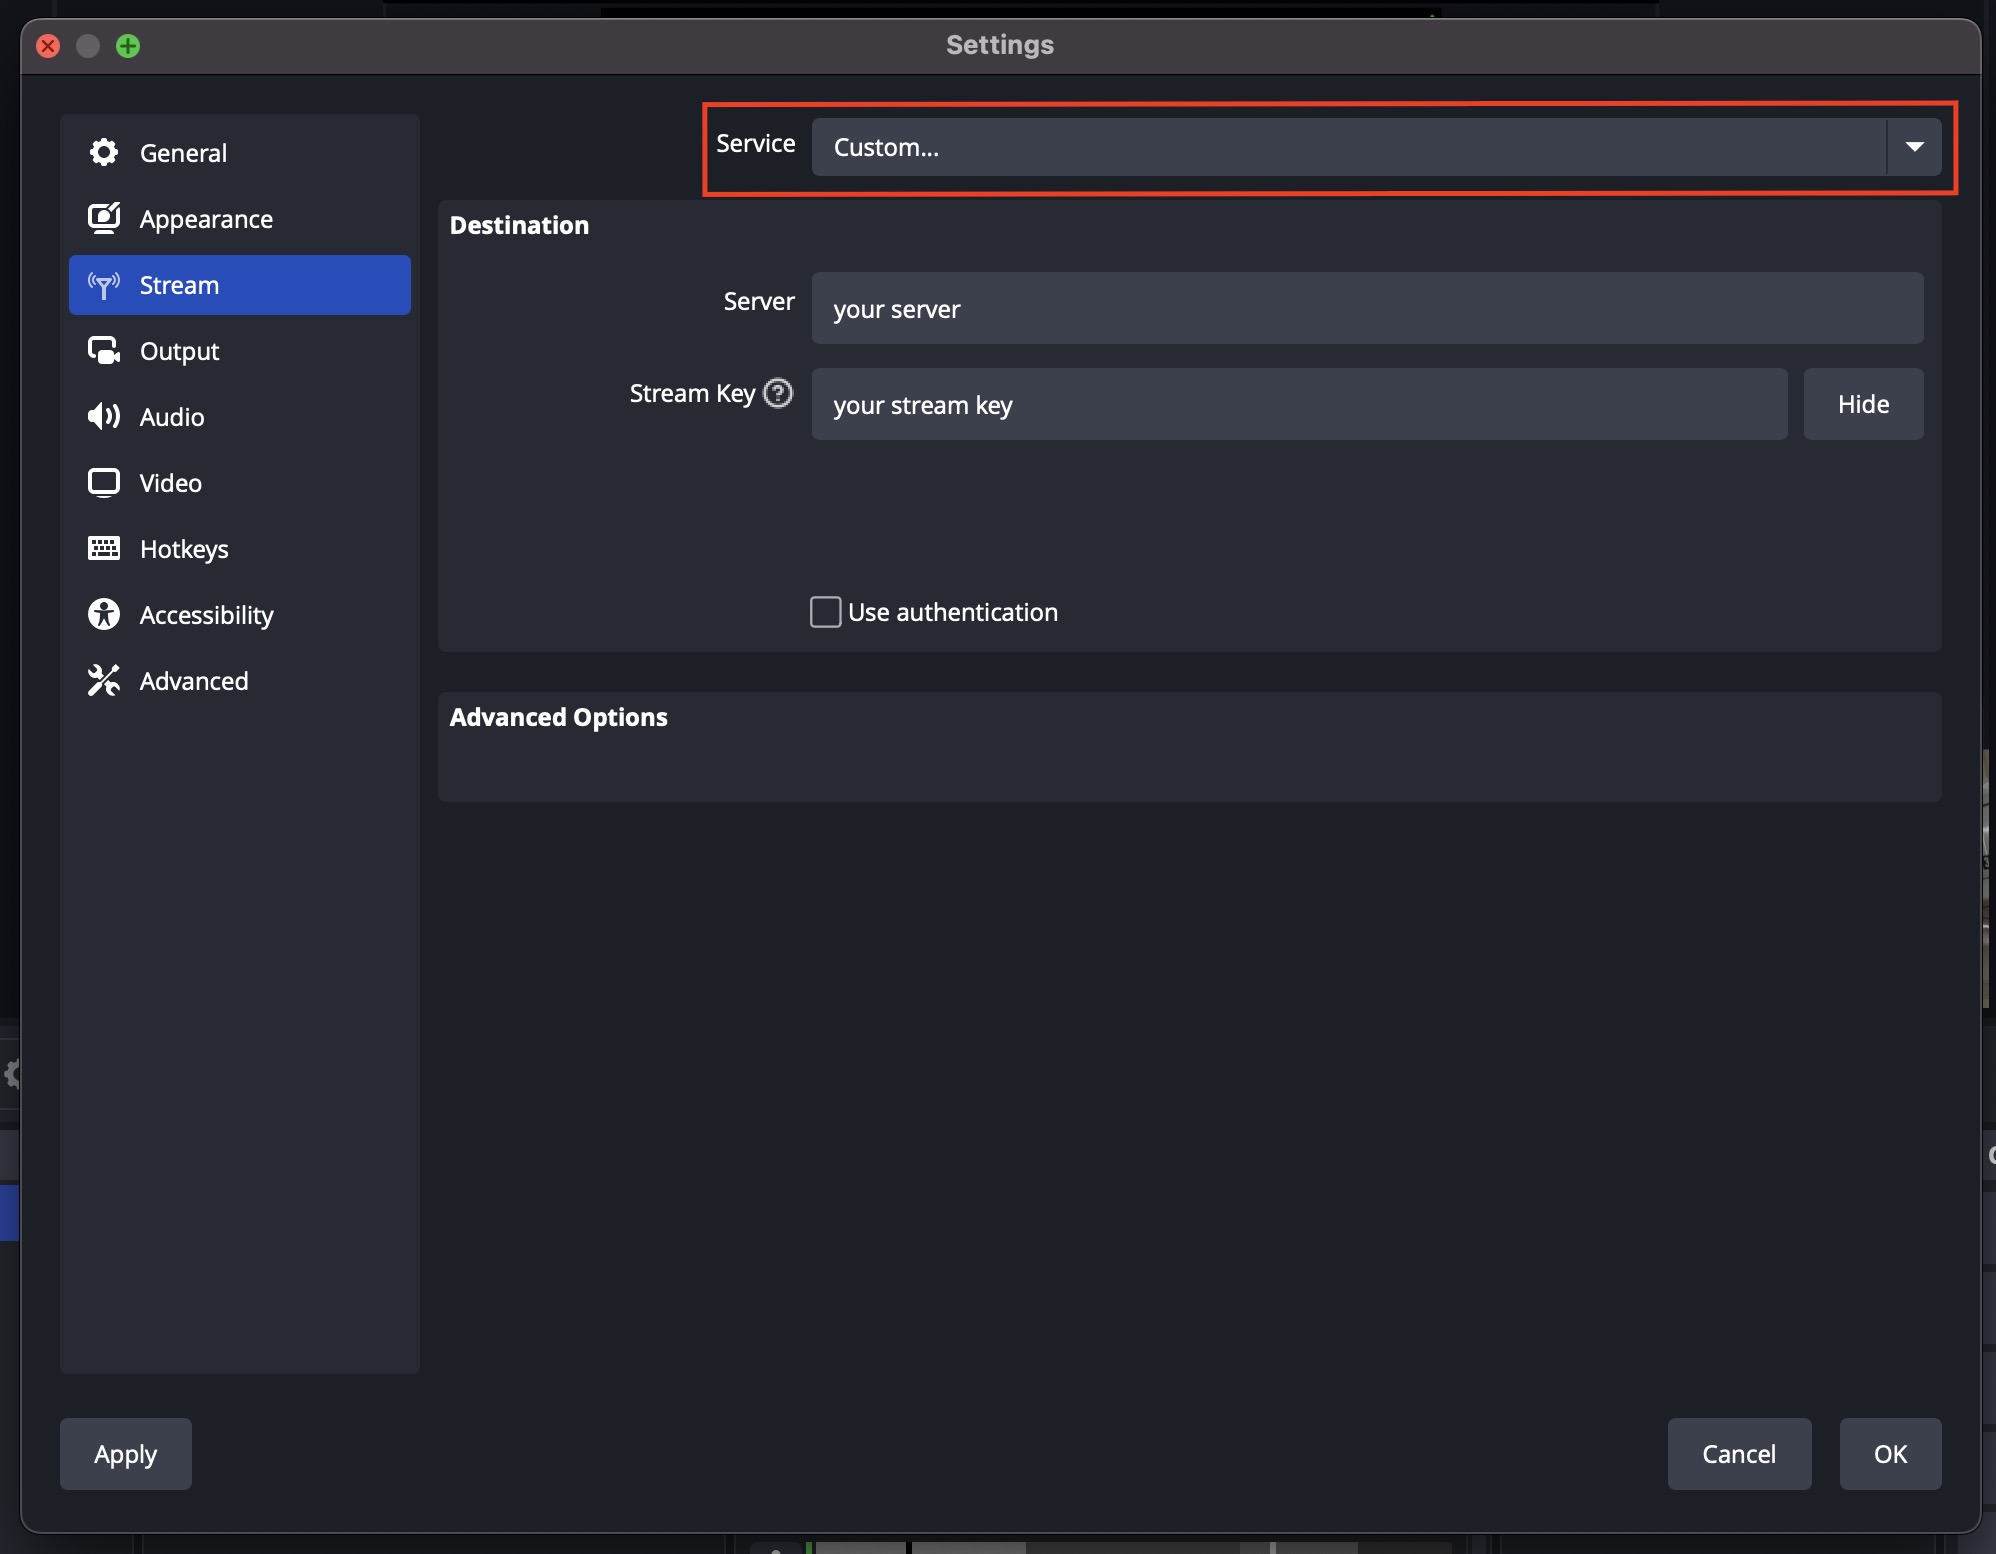 Settings
General
Appearance
Stream
Output
Audio
Video
Hotkeys
Accessibility
Advanced
Service Custom...
Destination
Server your server
Stream Key your stream key Hide
Use authentication
Advanced Options
Apply Cancel OK